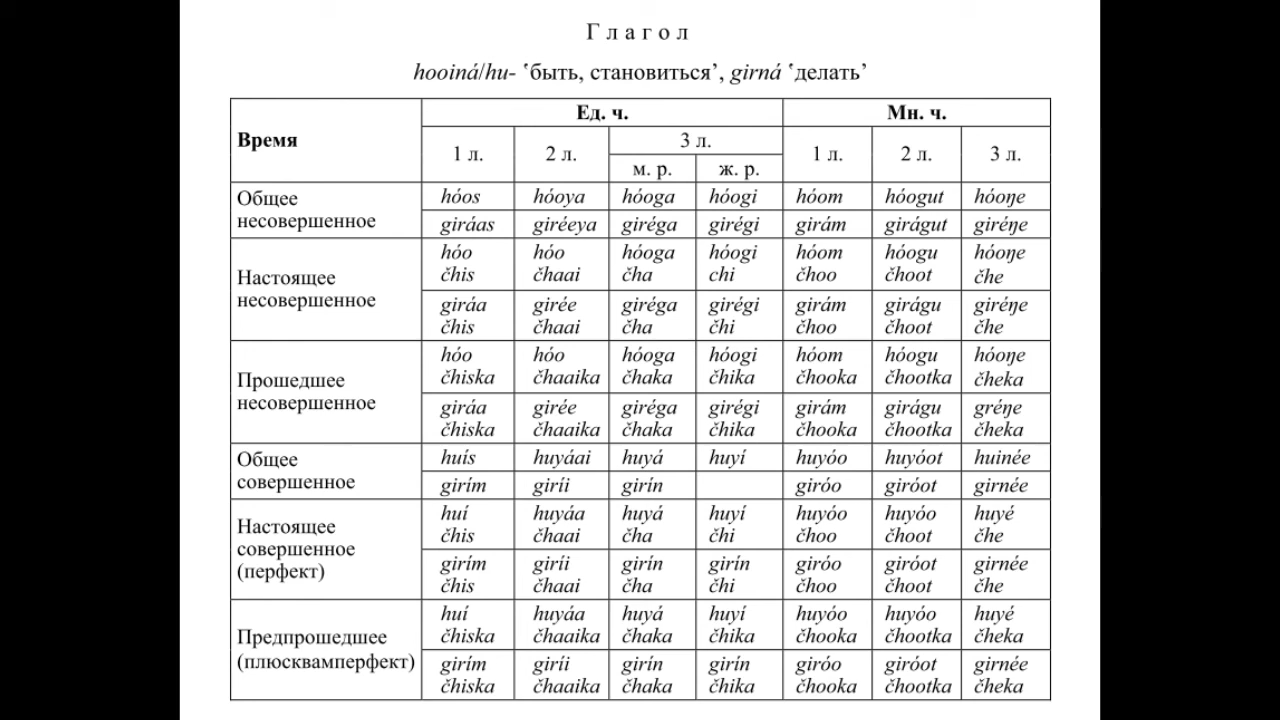 Глагол
hooiná/hu- ‛быть, становиться’, girná ‛делать’
Время Ед. ч. Мн. ч.
1 л. 2 л. 3 л. 1 л. 2 л. 3 л.
м. р. ж. р.
Общее несовершенное
hóos hóoya hóoga hóogi hóom hóogut hóoŋe
giráas giréeya giréga girégi girám girágut giréŋe
Настоящее несовершенное
hóo hóo hóoga hóogi hóom hóogu hóoŋe
čhis čhaai čha chi čhoo čhoot čhe
giráa girée giréga girégi girám girágu giréŋe
čhis čhaai čha čhi čhoo čhoot čhe
Прошедшее несовершенное
hóo hóo hóoga hóogi hóom hóogu hóoŋe
čhiska čhaaika čhaka čhika čhooka čhootka čheka
giráa girée giréga girégi girám girágu gréŋe
čhiska čhaaika čhaka čhika čhooka čhootka čheka
Общее совершенное
huís huyáai huyá huyí huyóo huyóot huinée
girím giríi girín giróo giróot girnée
Настоящее совершенное (перфект)
huí huyáa huyá huyí huyóo huyóo huyé
čhis čhaai čha čhi čhoo čhoot čhe
girím giríi girín girín giróo giróot girnée
čhis čhaai čha čhi čhoo čhoot čhe
Предпрошедшее (плюсквамперфект)
huí huyáa huyá huyí huyóo huyóo huyé
čhiska čhaaika čhaka čhika čhooka čhootka čheka
girím giríi girín girín giróo giróot girnée
čhiska čhaaika čhaka čhika čhooka čhootka čheka